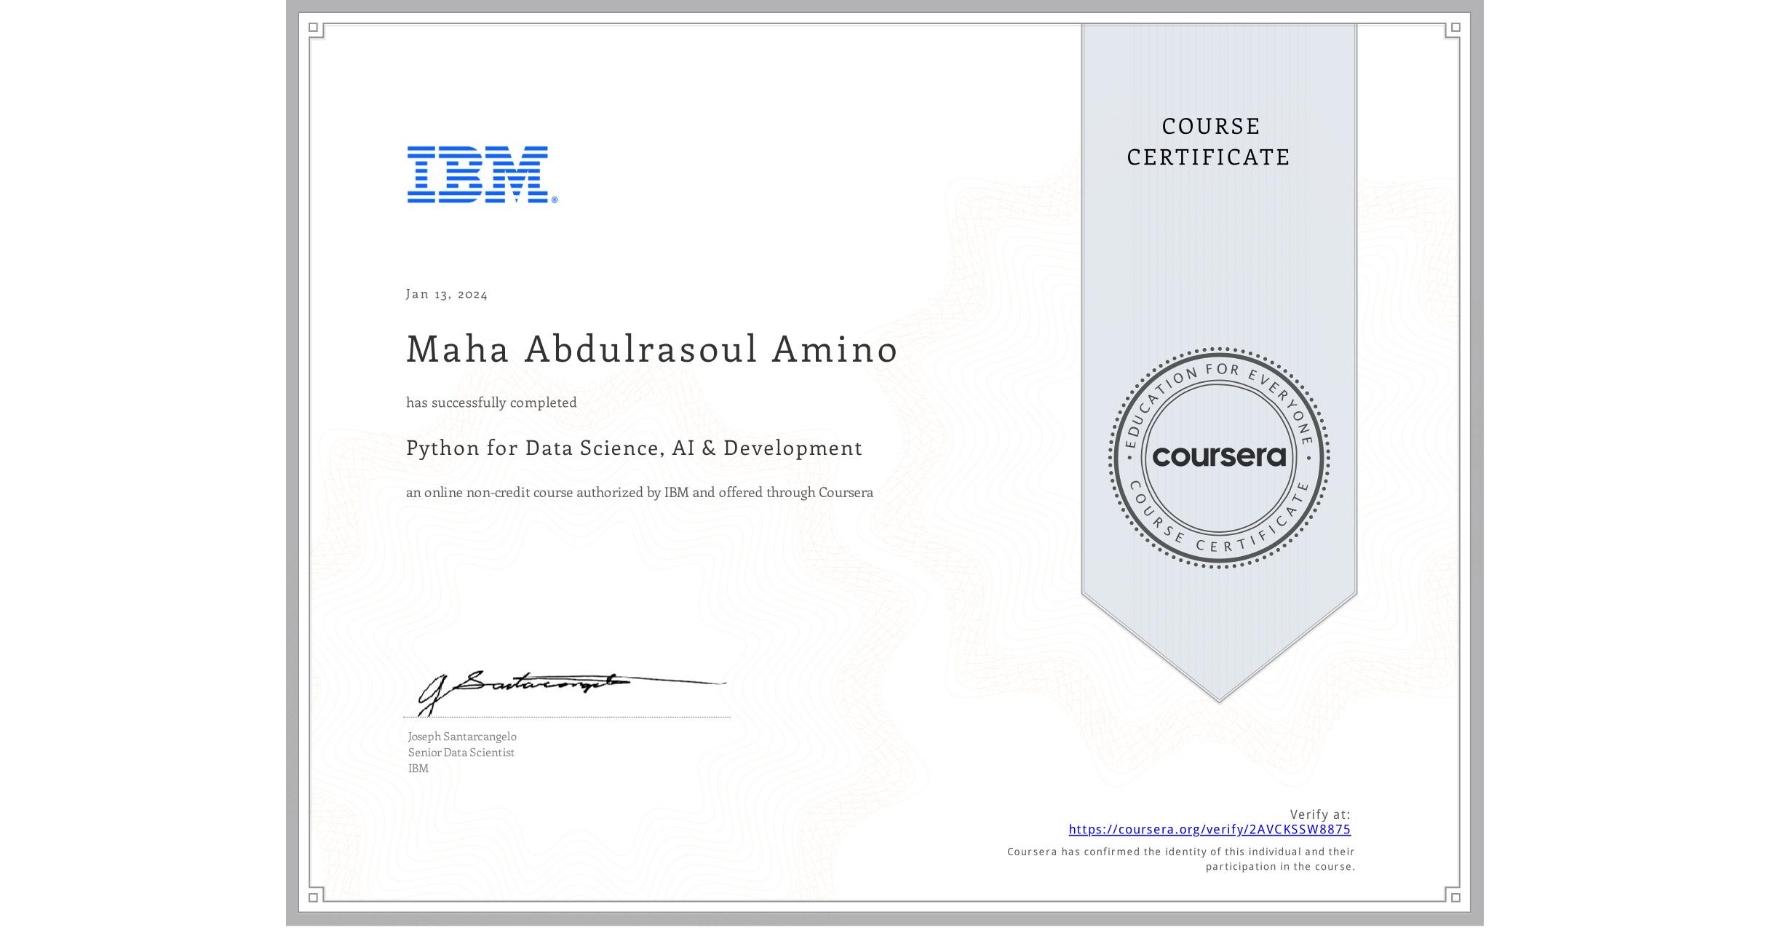 IBM®
COURSE
CERTIFICATE
Jan 13, 2024
Maha Abdulrasoul Amino
has successfully completed
Python for Data Science, AI & Development
an online non-credit course authorized by IBM and offered through Coursera
EDUCATION FOR EVERYONE
coursera
COURSE CERTIFICATE
Joseph Santarcangelo
Senior Data Scientist
IBM
Verify at:
https://coursera.org/verify/2AVCKSSW8875
Coursera has confirmed the identity of this individual and their
participation in the course.